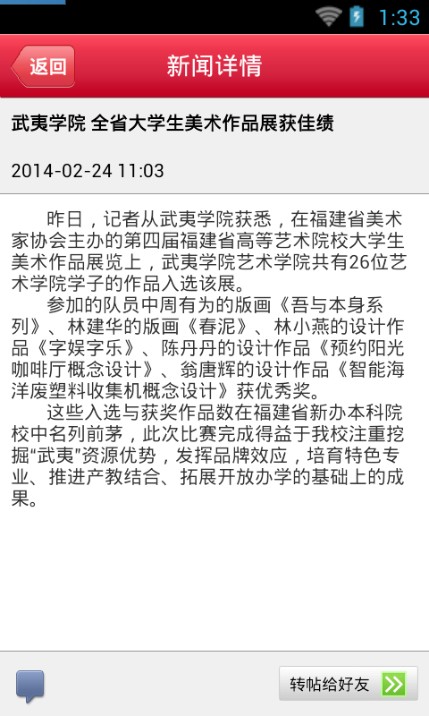 1:33
返回
新闻详情
武夷学院 全省大学生美术作品展获佳绩
2014-02-24 11:03
昨日，记者从武夷学院获悉，在福建省美术
家协会主办的第四届福建省高等艺术院校大学生
美术作品展览上，武夷学院艺术学院共有26位艺
术学院学子的作品入选该展。
参加的队员中周有为的版画《吾与本身系
列》、林建华的版画《春泥》、林小燕的设计作
品《字娱字乐》、陈丹丹的设计作《预约阳光
咖啡厅概念设计》、翁唐辉的设计作品《智能海
洋废塑料收集机概念设计》获优秀奖。
这些入选与获奖作品数在福建省新办本科院
校中名列前茅，此次比赛完成得益于我校注重挖
掘“武夷”资源优势，发挥品牌效应，培育特色专
业、推进产教结合、拓展开放办学的基础上的成
果。
转帖给好友